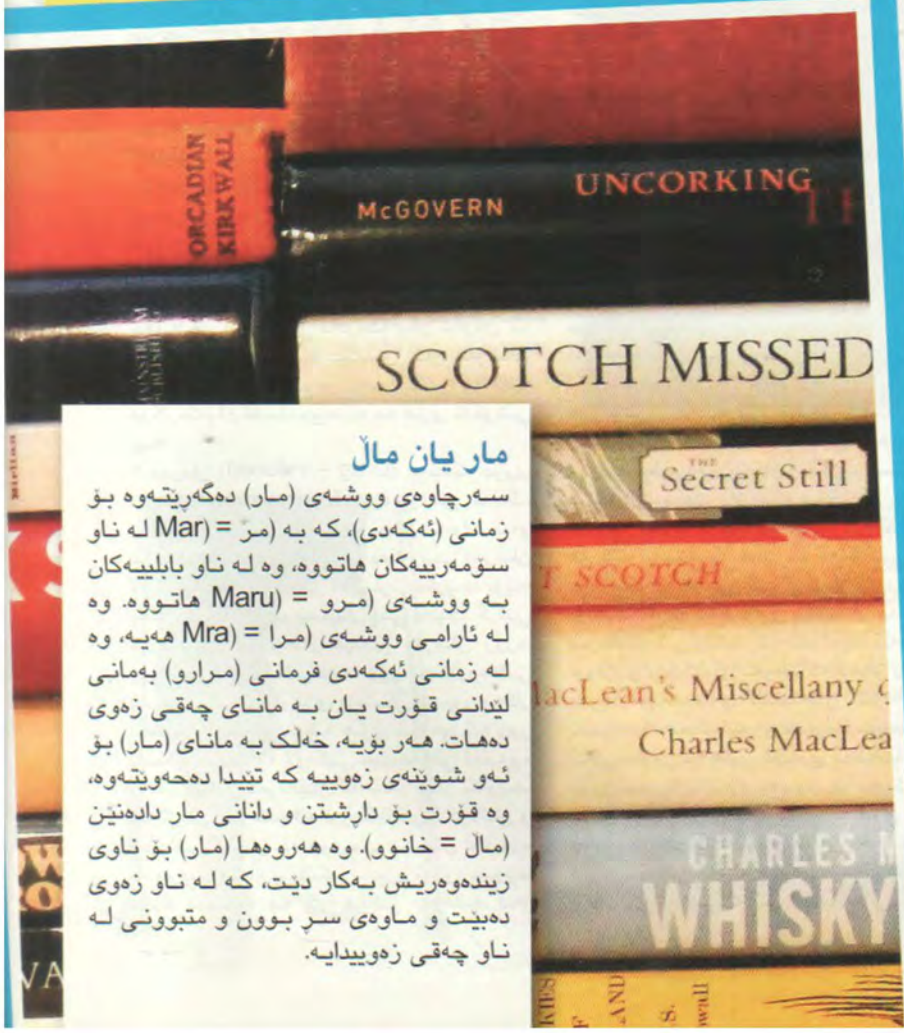 ORCADIAN
KIRKWALL
McGOVERN
UNCORKING
SCOTCH MISSED
THE
Secret Still
SCOTCH
MacLean's Miscellany
Charles MacLea
CHARLES M
WHISKY
مار یان ماڵ
سەرچاوەی ووشەی (مار) دەگەڕێتەوە بۆ
زمانی (ئەکەدی)، کە بە (مر = (Mar لە ناو
سۆمەرییەکان هاتووە، وە لە ناو بابلییەکان
بە ووشەی (مرو = (Maru هاتووە. وە
لە ئارامی ووشەی (مرا = (Mra هەیە، وە
لە زمانی ئەکەدی فرمانی (مرارو) بەمانی
لێدانی قۆرت یان بە مانای چەقی زەوی
دەهات. هەر بۆیە، خەلک بە مانای (مار) بۆ
ئەو شوێنەی زەوییە کە تێیدا دەحەوێتەوە،
وە قۆرت بۆ دارشتن و دانانی مار دادەنێن
(ماڵ = خانوو). وە هەروەها (مار) بۆ ناوی
زیندەوەریش بەکار دێت، کە لە ناو زەوی
دەبێت و ماوەی سڕ بوون و متبوونی لە
ناو چەقی زەوییدایە.